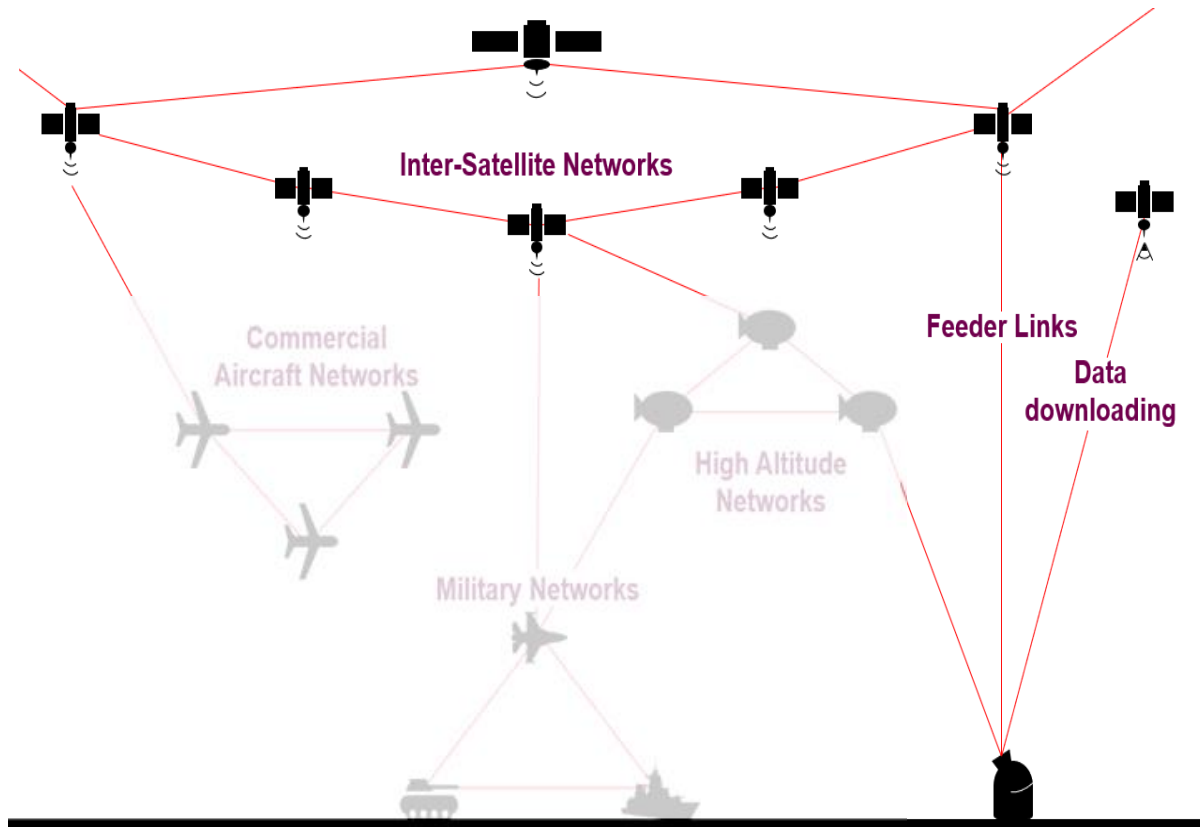 Inter-Satellite Networks
Commercial
Aircraft Networks
Feeder Links
Data
downloading
High Altitude
Networks
Military Networks